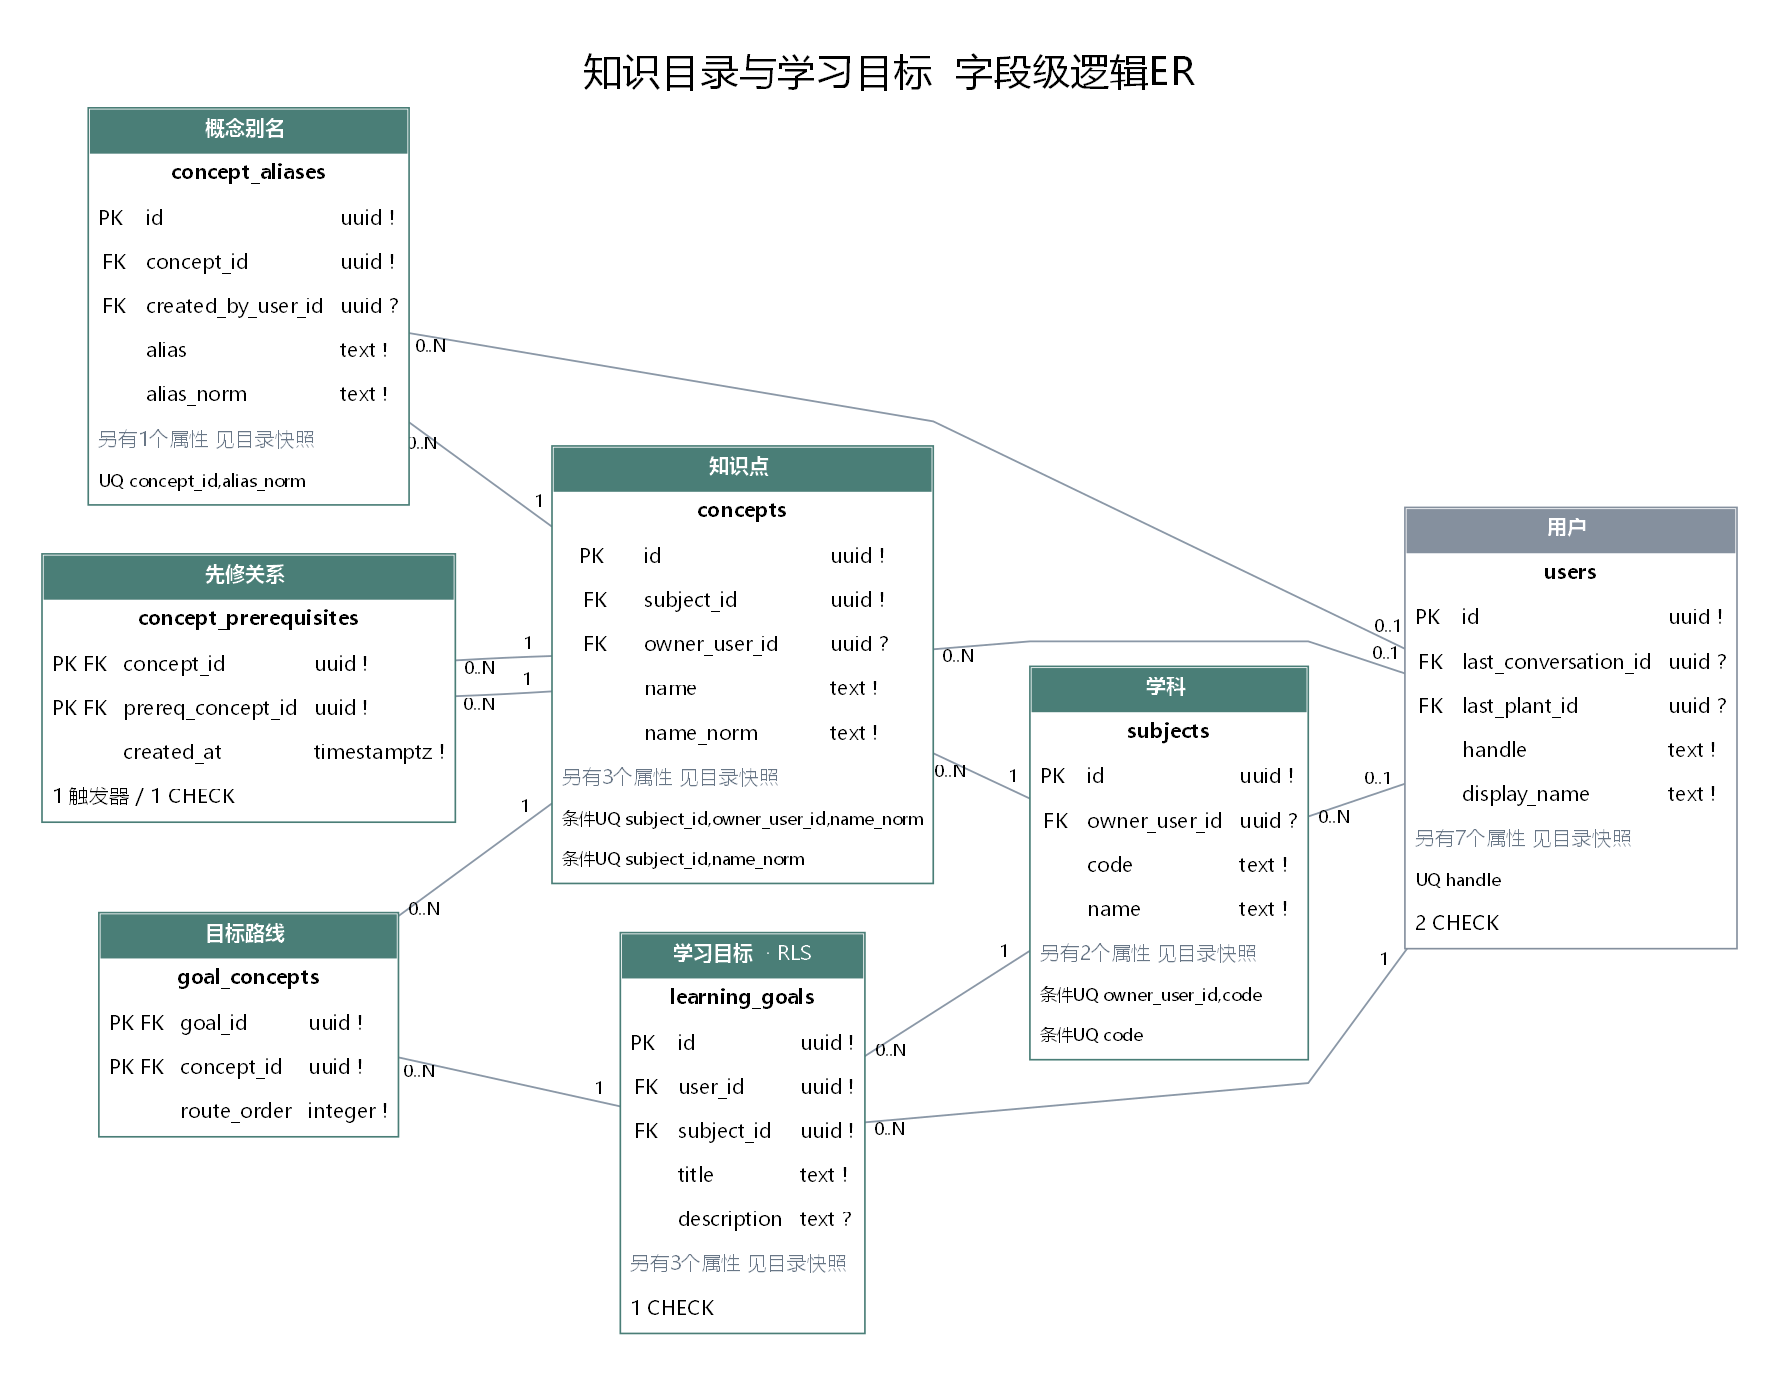 知识目录与学习目标 字段级逻辑ER
概念别名
concept_aliases
PK id uuid !
FK concept_id uuid !
FK created_by_user_id uuid ?
alias text !
alias_norm text !
另有1个属性 见目录快照
UQ concept_id,alias_norm
0..N
0..N
1
先修关系
concept_prerequisites
PK FK concept_id uuid !
PK FK prereq_concept_id uuid !
created_at timestamptz !
1 触发器 / 1 CHECK
1
0..N
1
0..N
知识点
concepts
PK id uuid !
FK subject_id uuid !
FK owner_user_id uuid ?
name text !
name_norm text !
另有3个属性 见目录快照
条件UQ subject_id,owner_user_id,name_norm
条件UQ subject_id,name_norm
0..N
0..N
1
1
0..N
目标路线
goal_concepts
PK FK goal_id uuid !
PK FK concept_id uuid !
route_order integer !
0..N
1
学习目标 · RLS
learning_goals
PK id uuid !
FK user_id uuid !
FK subject_id uuid !
title text !
description text ?
另有3个属性 见目录快照
1 CHECK
0..N
0..N
1
学科
subjects
PK id uuid !
FK owner_user_id uuid ?
code text !
name text !
另有2个属性 见目录快照
条件UQ owner_user_id,code
条件UQ code
0..N
0..1
0..1
0..1
1
用户
users
PK id uuid !
FK last_conversation_id uuid ?
FK last_plant_id uuid ?
handle text !
display_name text !
另有7个属性 见目录快照
UQ handle
2 CHECK